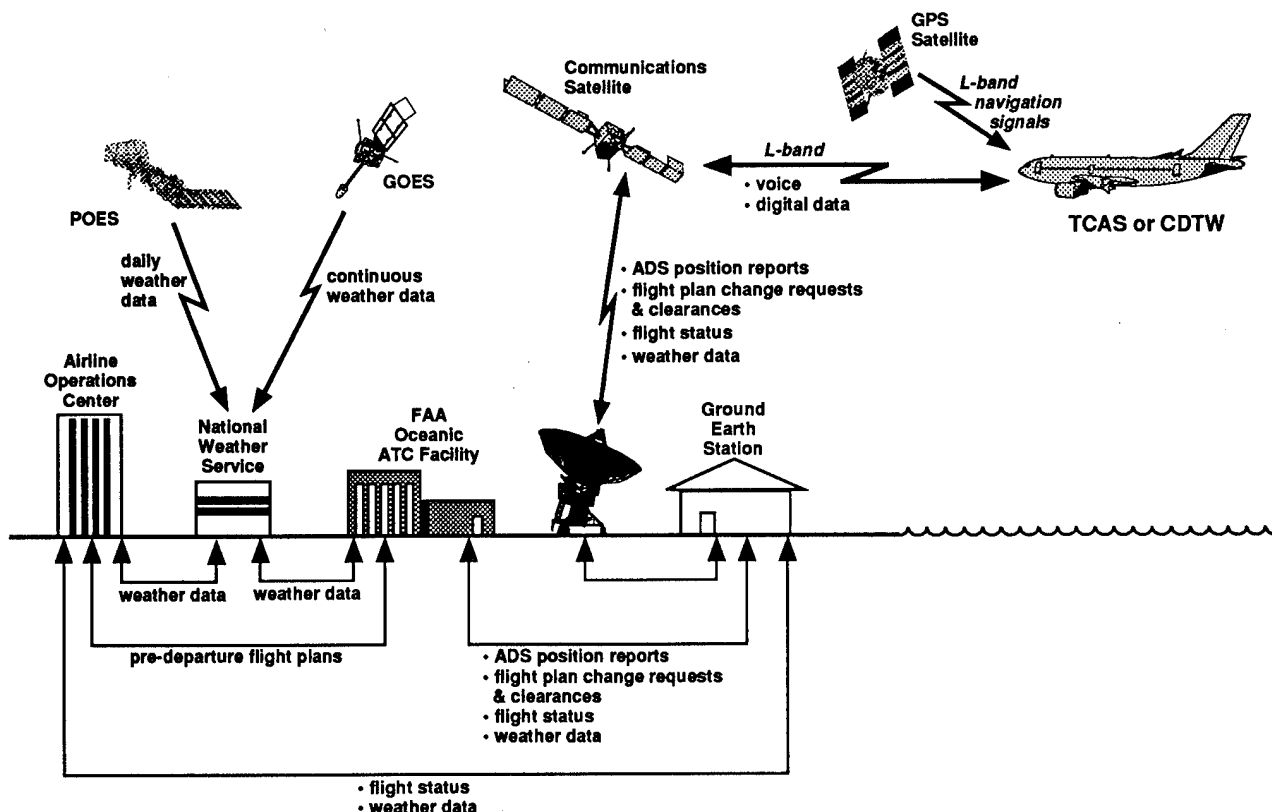 GPS
Satellite
L-band
navigation
signals
Communications
Satellite
L-band
· voice
· digital data
TCAS or CDTW
GOES
POES
daily
weather
data
continuous
weather data
· ADS position reports
· flight plan change requests
& clearances
· flight status
· weather data
Airline
Operations
Center
National
Weather
Service
FAA
Oceanic
ATC Facility
Ground
Earth
Station
weather data
weather data
pre-departure flight plans
· ADS position reports
· flight plan change requests
& clearances
· flight status
· weather data
· flight status
· weather data